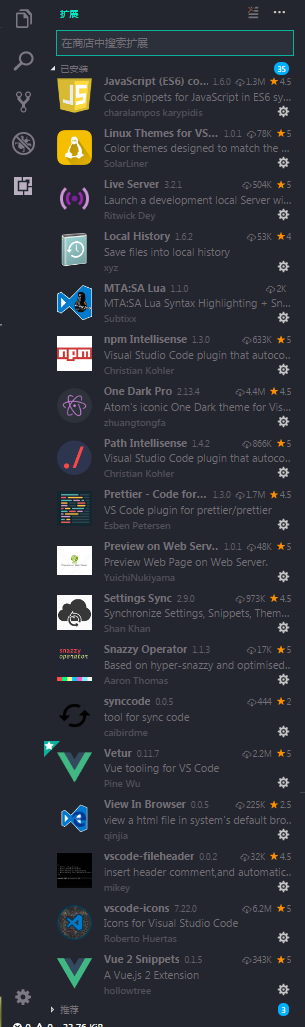 扩展
在商店中搜索扩展
已安装 35
JS JavaScript (ES6) co... 1.6.0 1.3M 4.5
Code snippets for JavaScript in ES6 sy...
charalampos karypidis
Linux Themes for VS... 1.0.1 78K 5
Color themes designed to match the ...
SolarLiner
Live Server 3.2.1 504K 5
Launch a development local Server wi...
Ritwick Dey
Local History 1.6.2 53K 4
Save files into local history
xyz
MTA:SA Lua 1.1.0 2K
MTA:SA Lua Syntax Highlighting + Sn...
Subtixx
npm npm Intellisense 1.3.0 633K 5
Visual Studio Code plugin that autoco...
Christian Kohler
One Dark Pro 2.13.4 4.4M 4.5
Atom's iconic One Dark theme for Vis...
zhuangtongfa
Path Intellisense 1.4.2 866K 5
Visual Studio Code plugin that autoco...
Christian Kohler
Prettier - Code for... 1.3.0 1.7M 4.5
VS Code plugin for prettier/prettier
Esben Petersen
Preview on Web Serv... 1.0.1 48K 5
Preview Web Page on Web Server.
YuichiNukiyama
Settings Sync 2.9.0 973K 4.5
Synchronize Settings, Snippets, Them...
Shan Khan
snazzy operator Snazzy Operator 1.1.3 17K 5
Based on hyper-snazzy and optimised...
Aaron Thomas
synccode 0.0.5 444 2
tool for sync code
caibirdme
Vetur 0.11.7 2.2M 5
Vue tooling for VS Code
Pine Wu
View In Browser 0.0.5 225K 2.5
view a html file in system's default bro...
qinjia
vscode-fileheader 0.0.2 32K 4.5
insert header comment,and automatic...
mikey
vscode-icons 7.22.0 6.2M 5
Icons for Visual Studio Code
Roberto Huertas
Vue 2 Snippets 0.1.5 343K 5
A Vue.js 2 Extension
hollowtree
推荐 3